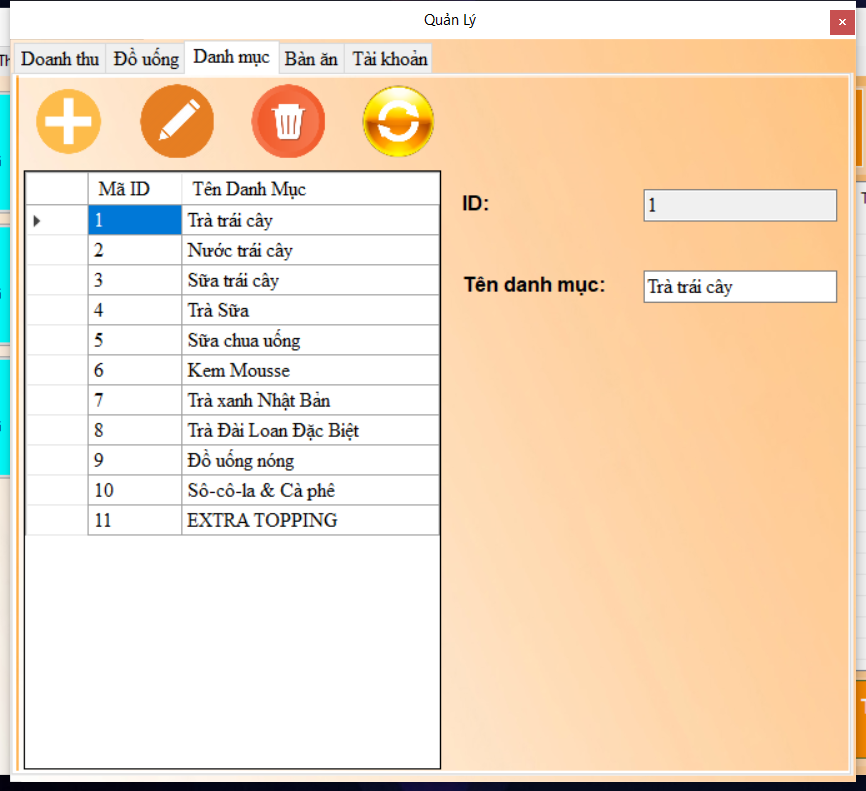 Quản Lý
Doanh thu Đồ uống Danh mục Bàn ăn Tài khoản
Mã ID Tên Danh Mục
1 Trà trái cây
2 Nước trái cây
3 Sữa trái cây
4 Trà Sữa
5 Sữa chua uống
6 Kem Mousse
7 Trà xanh Nhật Bản
8 Trà Đài Loan Đặc Biệt
9 Đồ uống nóng
10 Sô-cô-la & Cà phê
11 EXTRA TOPPING
ID: 1
Tên danh mục: Trà trái cây